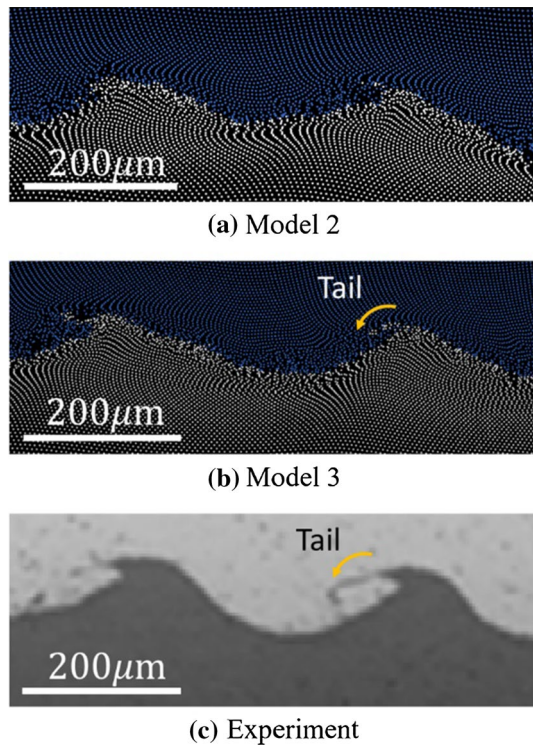 200μm
(a) Model 2
Tail
200μm
(b) Model 3
Tail
200μm
(c) Experiment